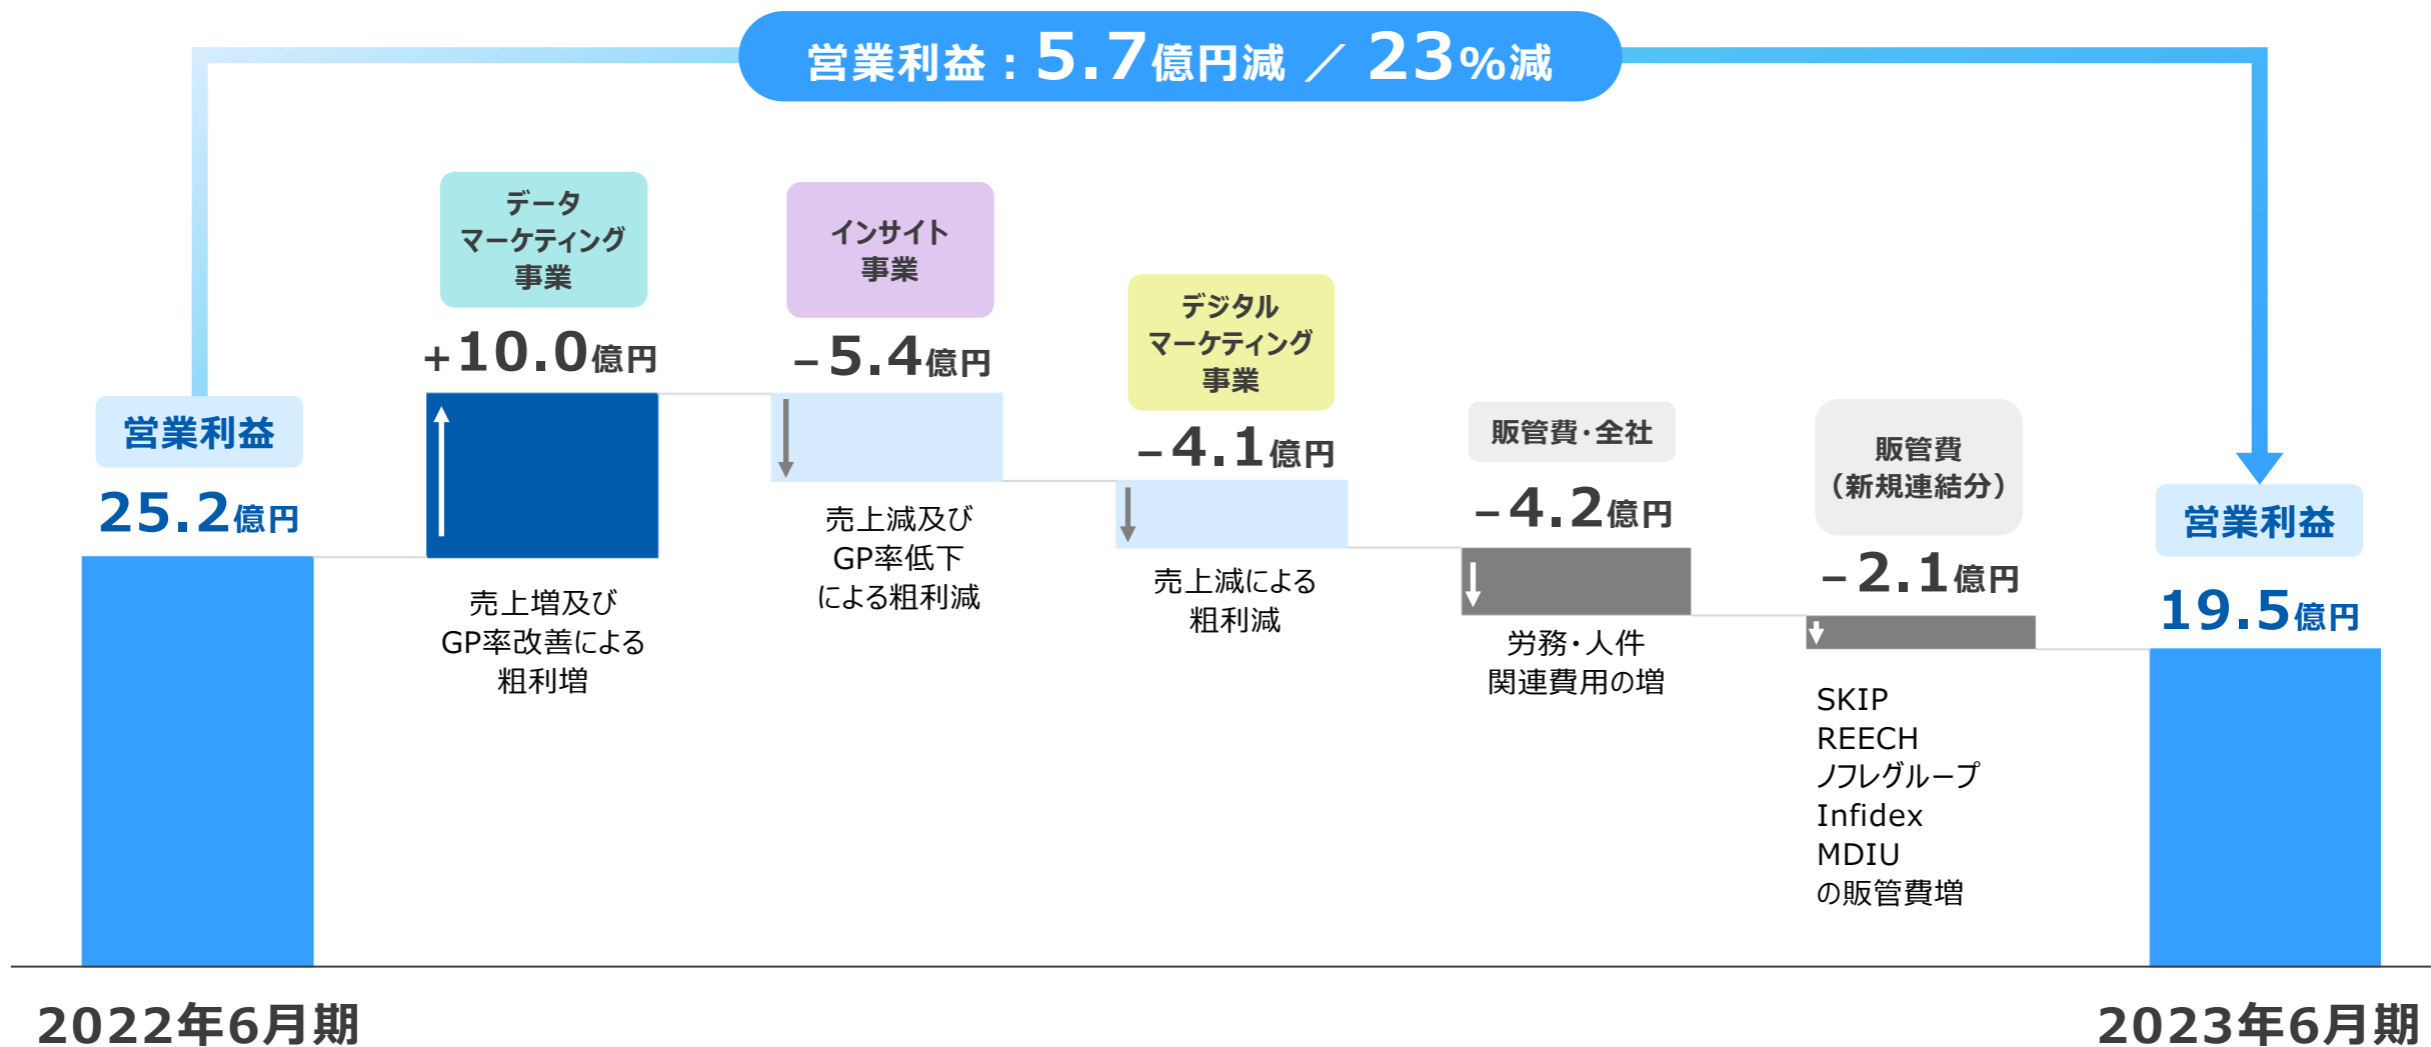 営業利益：5.7億円減 ／ 23%減
営業利益
25.2億円
データ
マーケティング
事業
+10.0億円
売上増及び
GP率改善による
粗利増
インサイト
事業
−5.4億円
売上減及び
GP率低下
による粗利減
デジタル
マーケティング
事業
−4.1億円
売上減による
粗利減
販管費・全社
−4.2億円
労務・人件
関連費用の増
販管費
（新規連結分）
−2.1億円
SKIP
REECH
ノフレグループ
Infidex
MDIU
の販管費増
営業利益
19.5億円
2022年6月期
2023年6月期